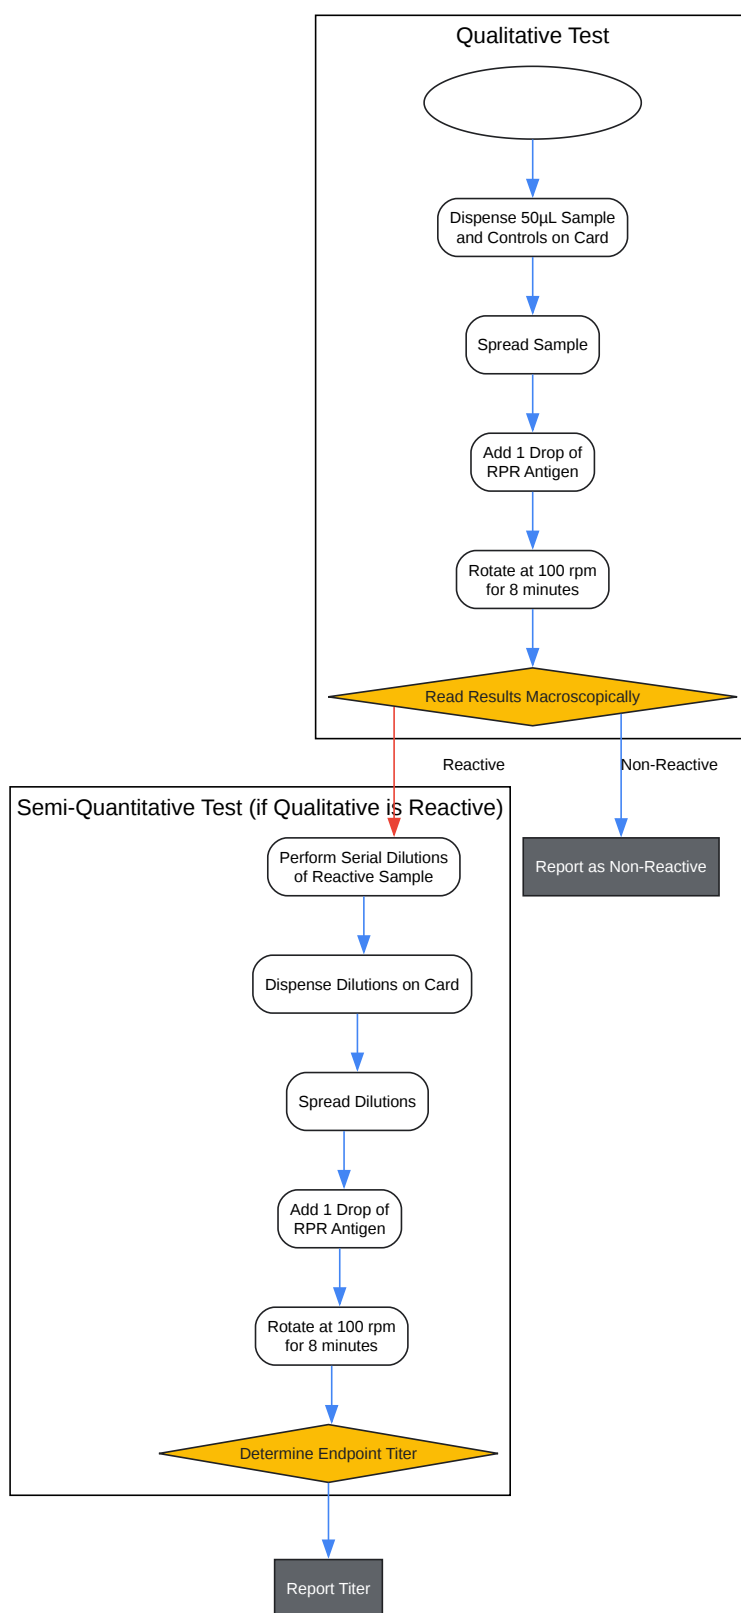 Qualitative Test
Dispense 50µL Sample
and Controls on Card
Spread Sample
Add 1 Drop of
RPR Antigen
Rotate at 100 rpm
for 8 minutes
Read Results Macroscopically
Reactive
Non-Reactive
Semi-Quantitative Test (if Qualitative is Reactive)
Perform Serial Dilutions
of Reactive Sample
Report as Non-Reactive
Dispense Dilutions on Card
Spread Dilutions
Add 1 Drop of
RPR Antigen
Rotate at 100 rpm
for 8 minutes
Determine Endpoint Titer
Report Titer